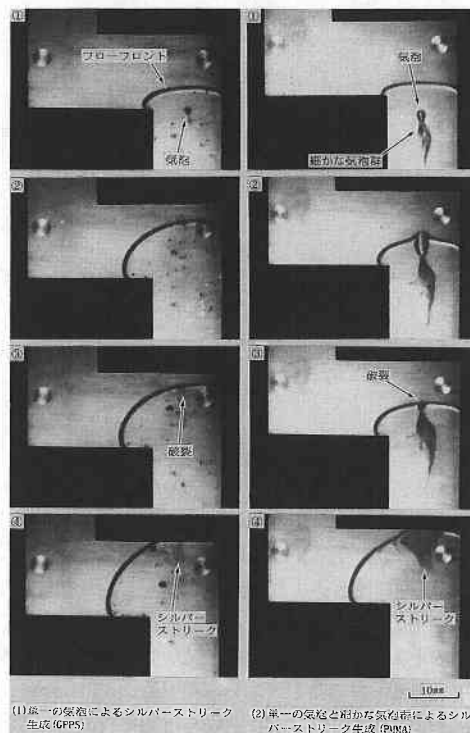 ①
フローフロント
気泡
②
③
破裂
④
シルバー
ストリーク
(1)単一の気泡によるシルバーストリーク
生成(GPPS)
①
気泡
細かな気泡群
②
③
破裂
④
シルバー
ストリーク
10mm
(2)単一の気泡と細かな気泡群によるシル
バーストリーク生成(PMMA)